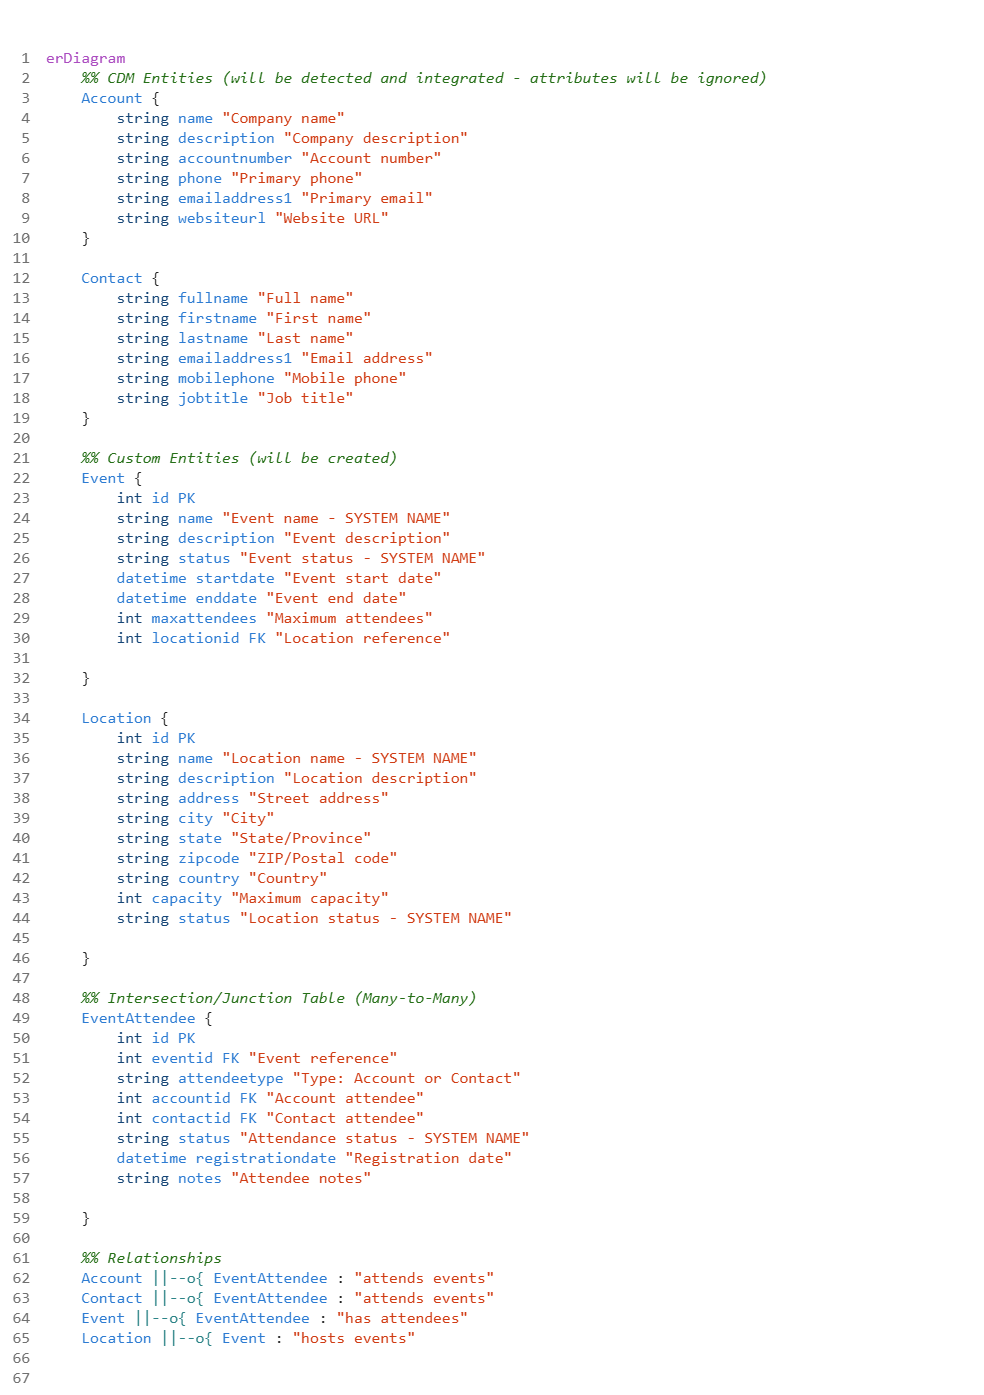 1 erDiagram
2     %% CDM Entities (will be detected and integrated - attributes will be ignored)
3     Account {
4         string name "Company name"
5         string description "Company description"
6         string accountnumber "Account number"
7         string phone "Primary phone"
8         string emailaddress1 "Primary email"
9         string websiteurl "Website URL"
10     }
11
12     Contact {
13         string fullname "Full name"
14         string firstname "First name"
15         string lastname "Last name"
16         string emailaddress1 "Email address"
17         string mobilephone "Mobile phone"
18         string jobtitle "Job title"
19     }
20
21     %% Custom Entities (will be created)
22     Event {
23         int id PK
24         string name "Event name - SYSTEM NAME"
25         string description "Event description"
26         string status "Event status - SYSTEM NAME"
27         datetime startdate "Event start date"
28         datetime enddate "Event end date"
29         int maxattendees "Maximum attendees"
30         int locationid FK "Location reference"
31
32     }
33
34     Location {
35         int id PK
36         string name "Location name - SYSTEM NAME"
37         string description "Location description"
38         string address "Street address"
39         string city "City"
40         string state "State/Province"
41         string zipcode "ZIP/Postal code"
42         string country "Country"
43         int capacity "Maximum capacity"
44         string status "Location status - SYSTEM NAME"
45
46     }
47
48     %% Intersection/Junction Table (Many-to-Many)
49     EventAttendee {
50         int id PK
51         int eventid FK "Event reference"
52         string attendeetype "Type: Account or Contact"
53         int accountid FK "Account attendee"
54         int contactid FK "Contact attendee"
55         string status "Attendance status - SYSTEM NAME"
56         datetime registrationdate "Registration date"
57         string notes "Attendee notes"
58
59     }
60
61     %% Relationships
62     Account ||--o{ EventAttendee : "attends events"
63     Contact ||--o{ EventAttendee : "attends events"
64     Event ||--o{ EventAttendee : "has attendees"
65     Location ||--o{ Event : "hosts events"
66
67